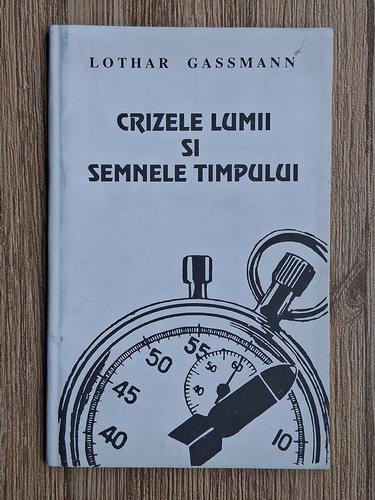 LOTHAR GASSMANN
CRIZELE LUMII
SI
SEMNELE TIMPULUI
55
50
45
40
10